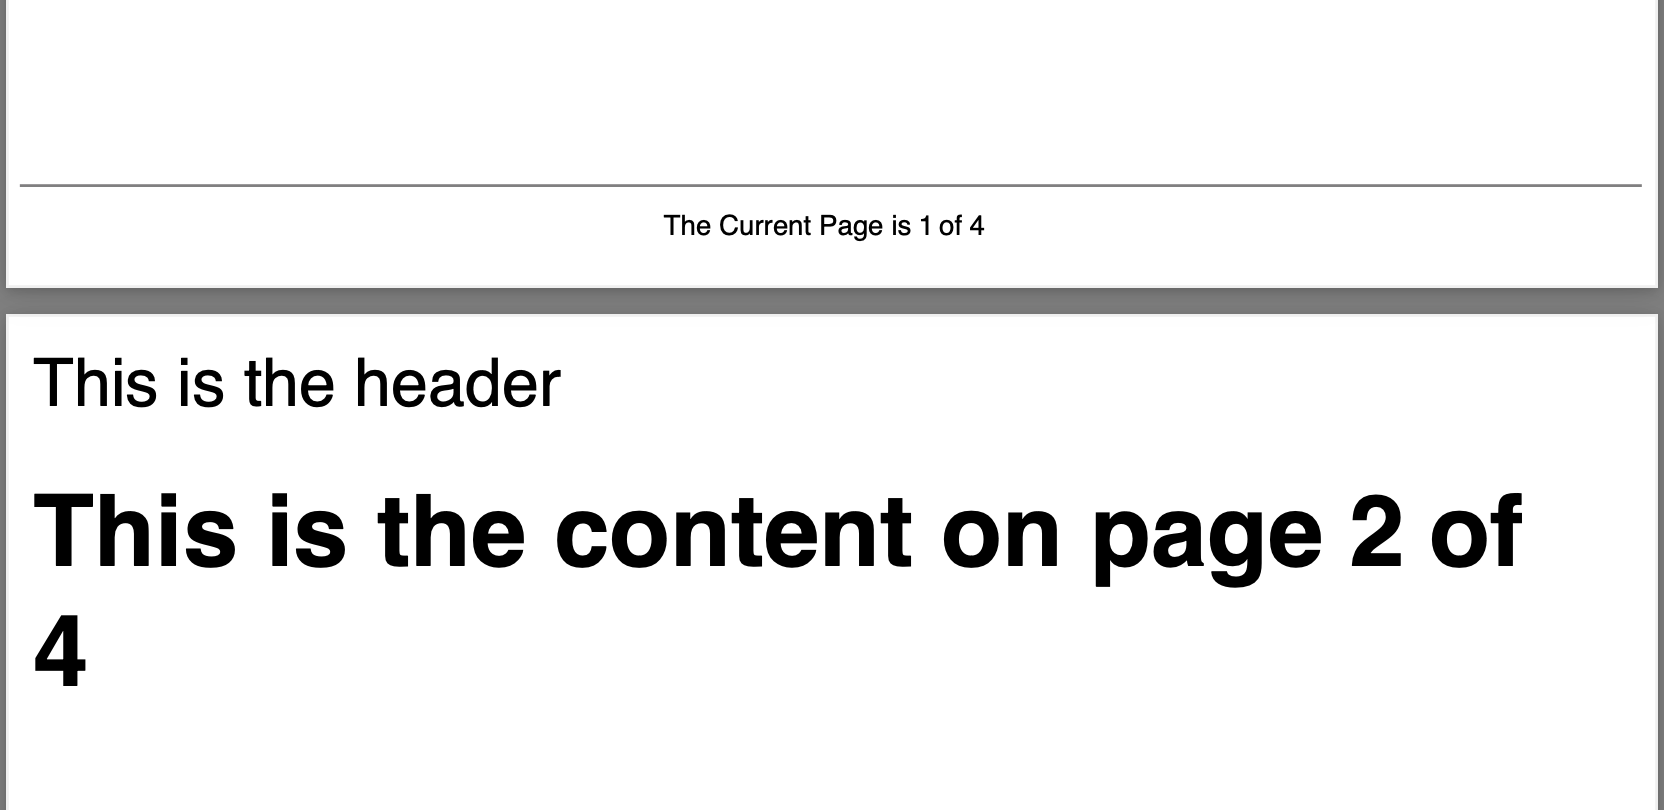 The Current Page is 1 of 4
This is the header
This is the content on page 2 of
4